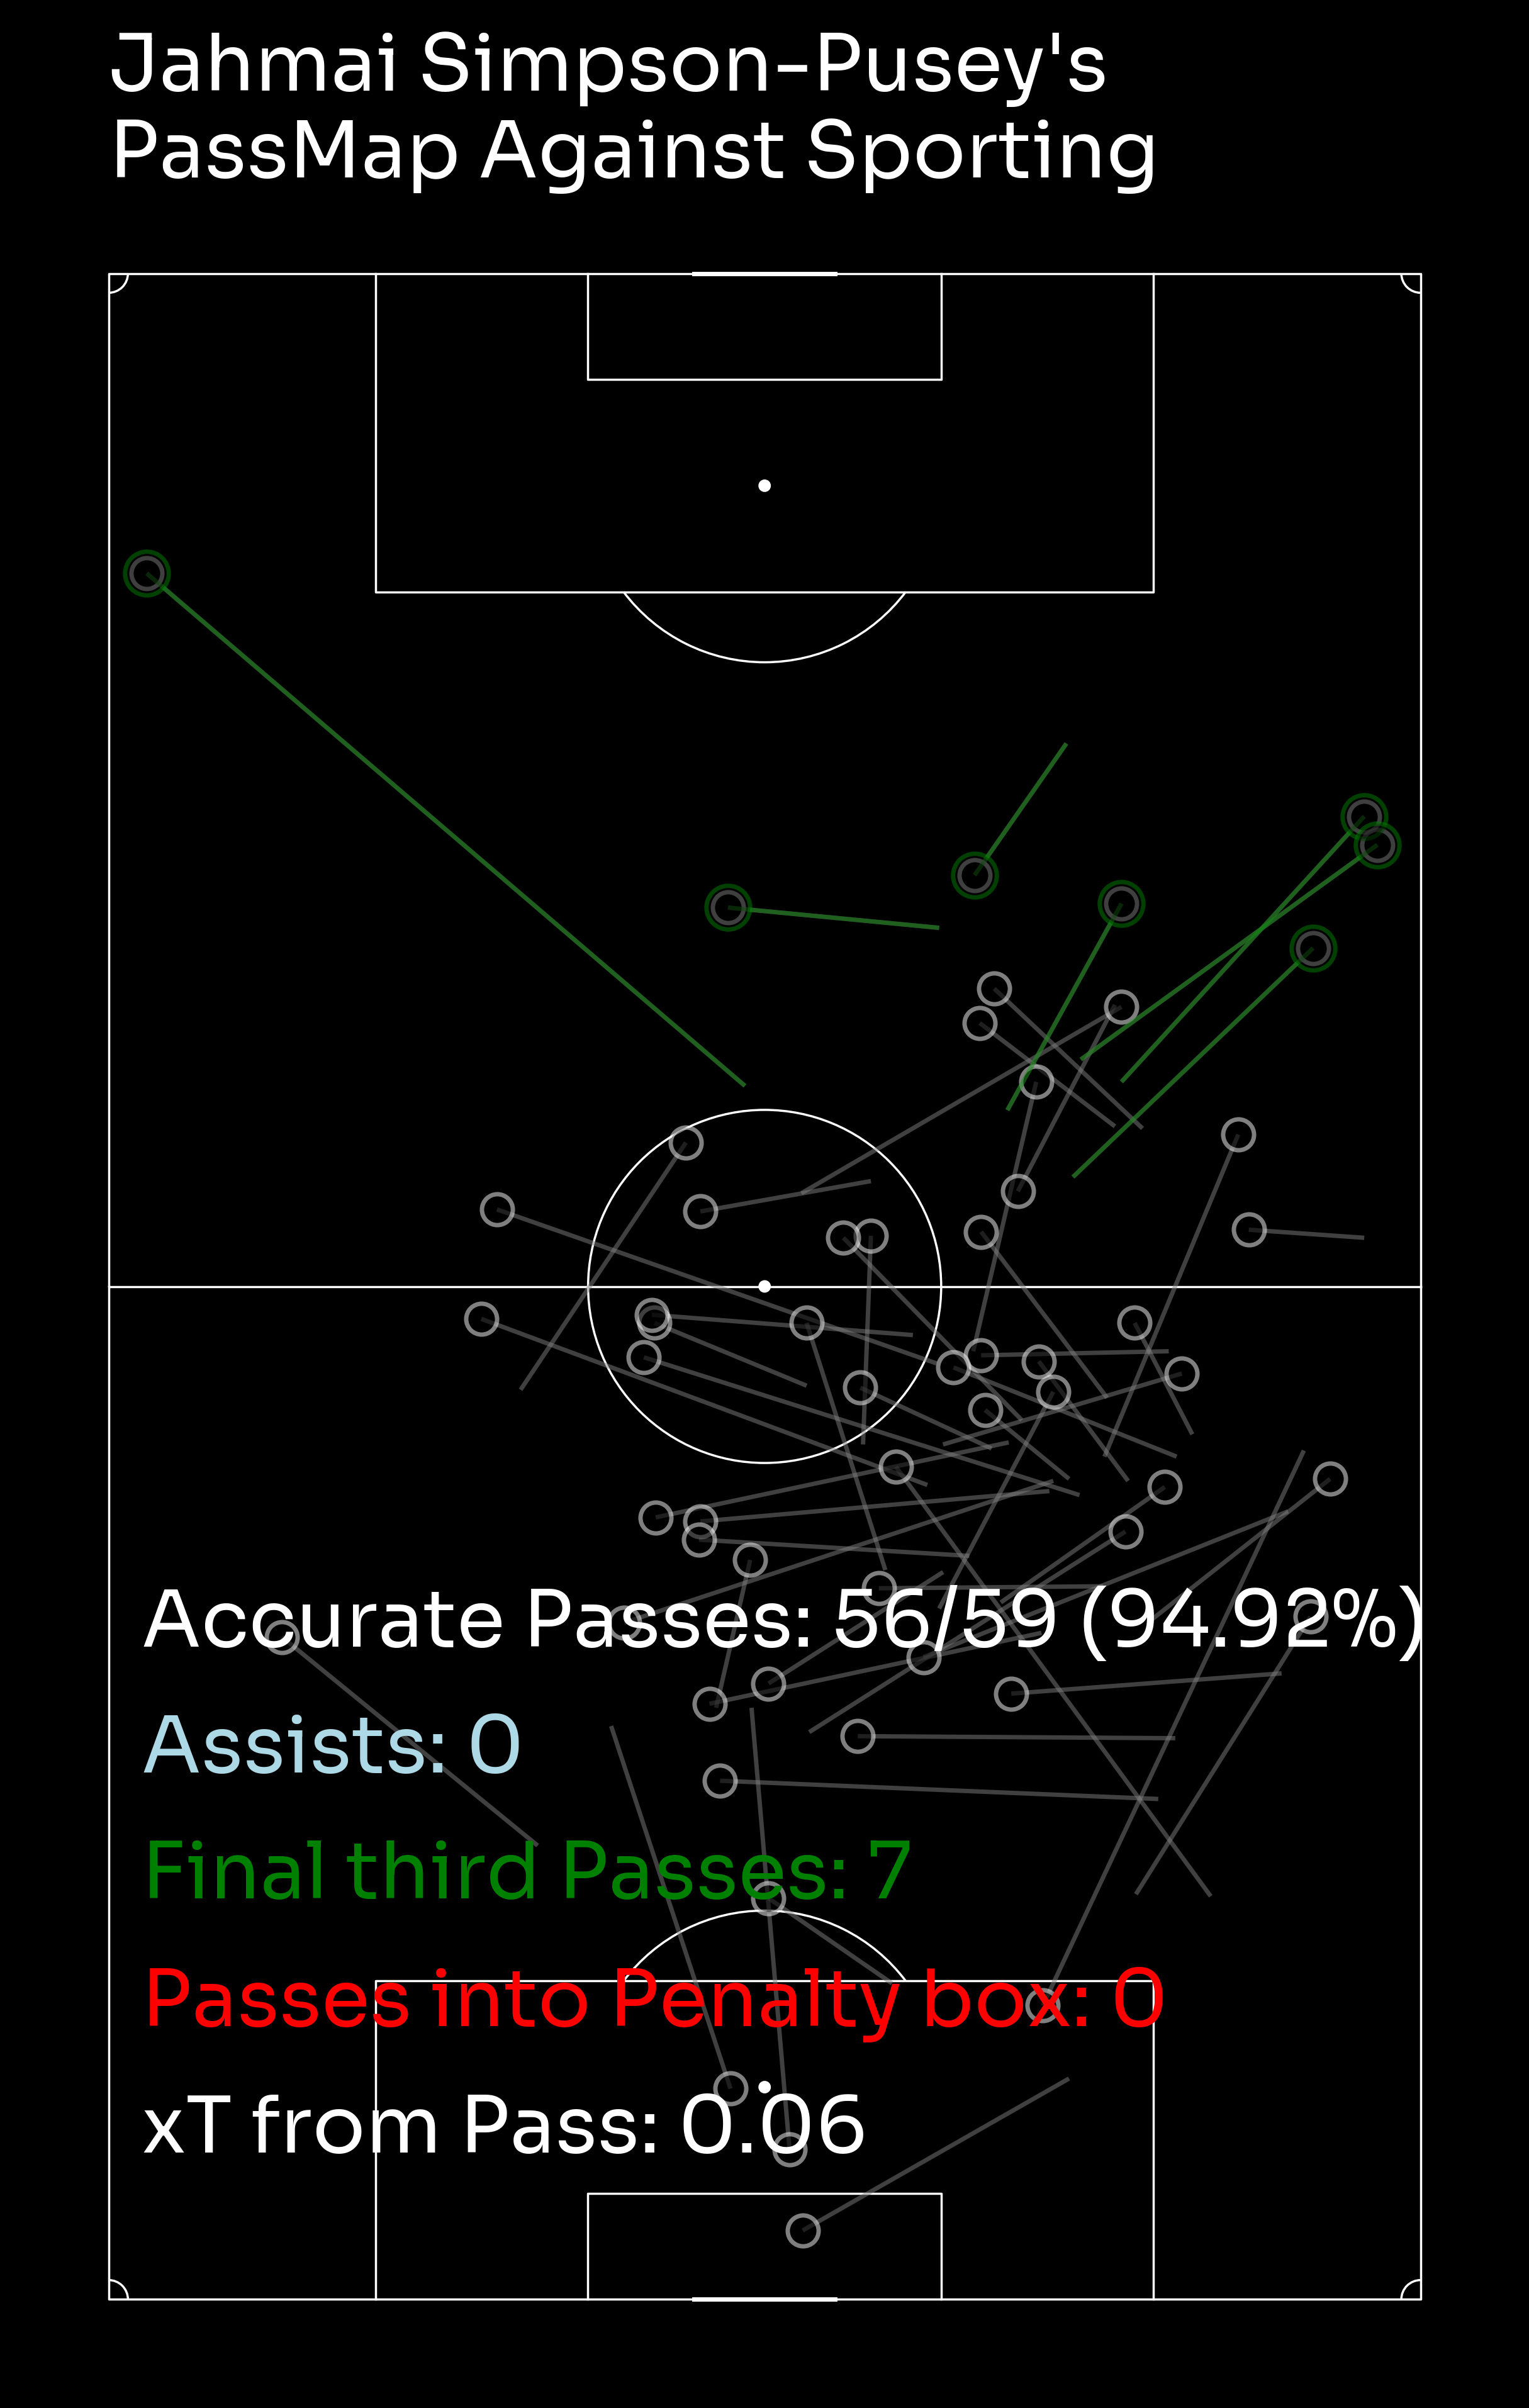 Jahmai Simpson-Pusey's
PassMap Against Sporting
Accurate Passes: 56/59 (94.92%)
Assists: 0
Final third Passes: 7
Passes into Penalty box: 0
xT from Pass: 0.06